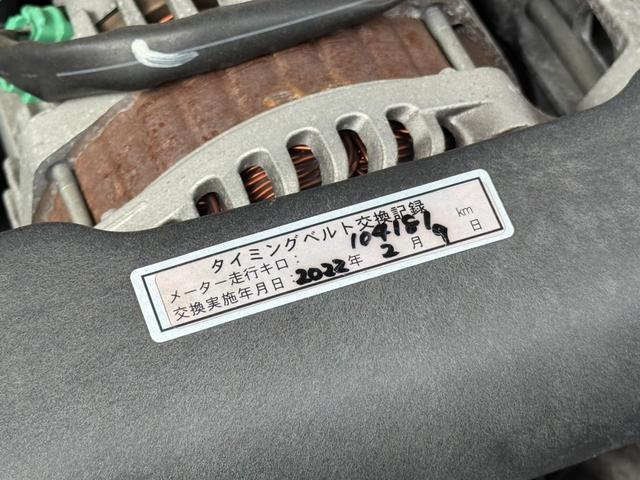 タイミングベルト交換記録
メーター走行キロ： 104181 km
交換実施年月日：2022年 2月 9日